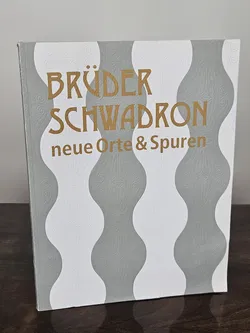 BRÜDER
SCHWADRON
neue Orte & Spuren